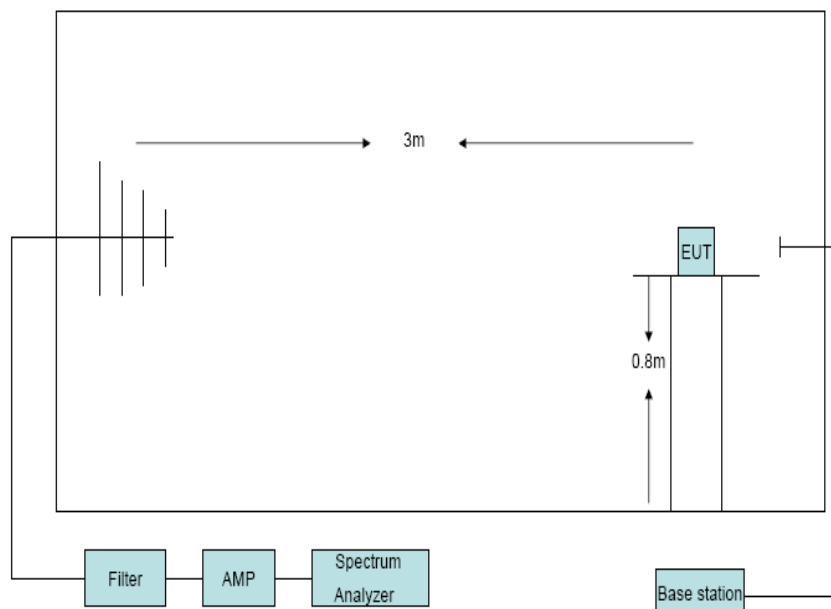 3m
EUT
0.8m
Filter
AMP
Spectrum
Analyzer
Base station